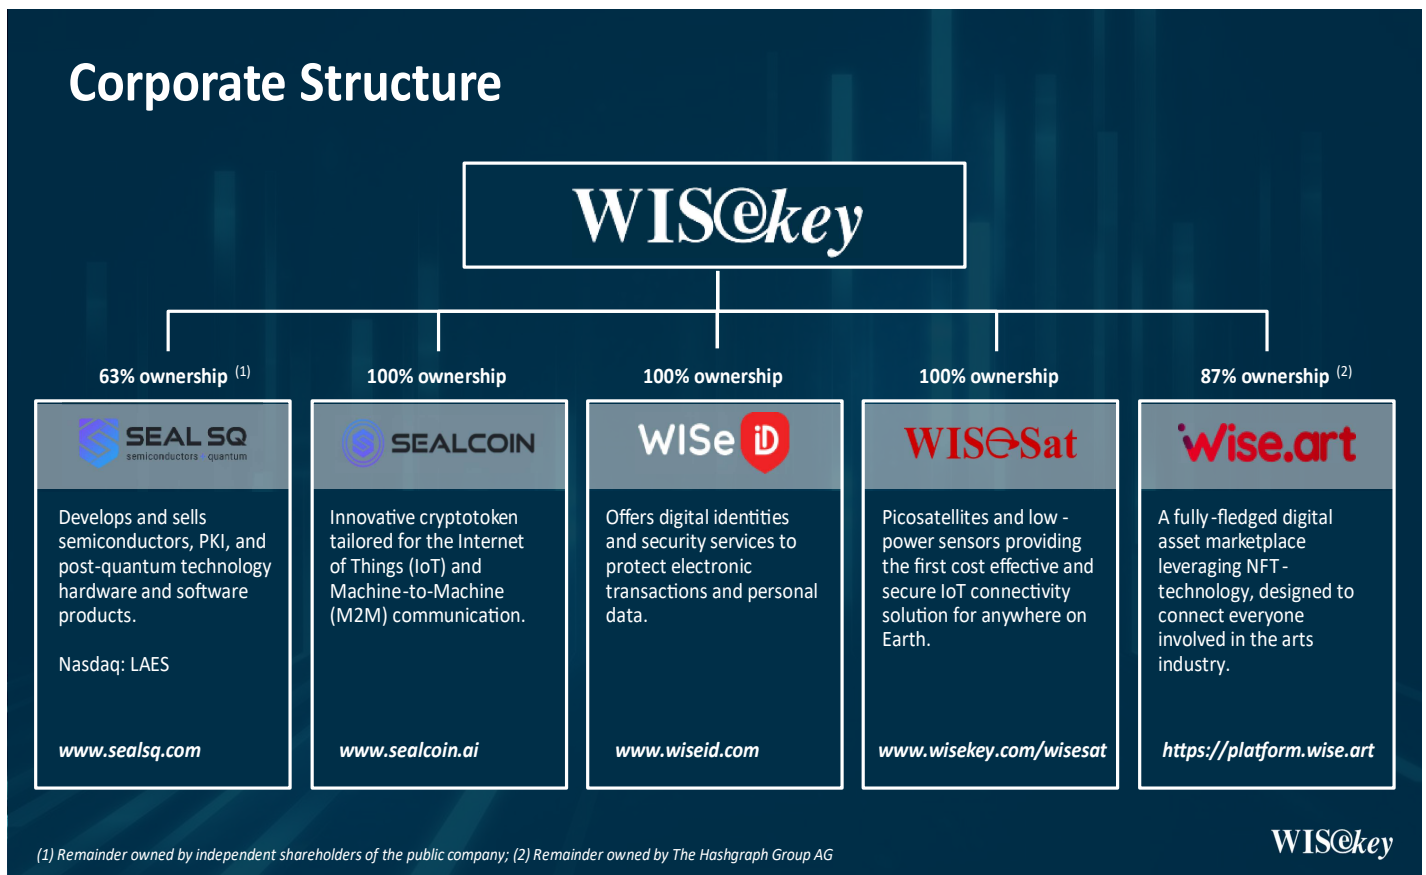 Corporate Structure
WISekey
63% ownership (1)
100% ownership
100% ownership
100% ownership
87% ownership (2)
SEAL SQ
semiconductors + quantum
Develops and sells
semiconductors, PKI, and
post-quantum technology
hardware and software
products.
Nasdaq: LAES
www.sealsq.com
SEALCOIN
Innovative cryptotoken
tailored for the Internet
of Things (IoT) and
Machine-to-Machine
(M2M) communication.
www.sealcoin.ai
WISe iD
Offers digital identities
and security services to
protect electronic
transactions and personal
data.
www.wiseid.com
WISeSat
Picosatellites and low -
power sensors providing
the first cost effective and
secure IoT connectivity
solution for anywhere on
Earth.
www.wisekey.com/wisesat
Wise.art
A fully-fledged digital
asset marketplace
leveraging NFT-
technology, designed to
connect everyone
involved in the arts
industry.
https://platform.wise.art
(1) Remainder owned by independent shareholders of the public company; (2) Remainder owned by The Hashgraph Group AG
WISekey